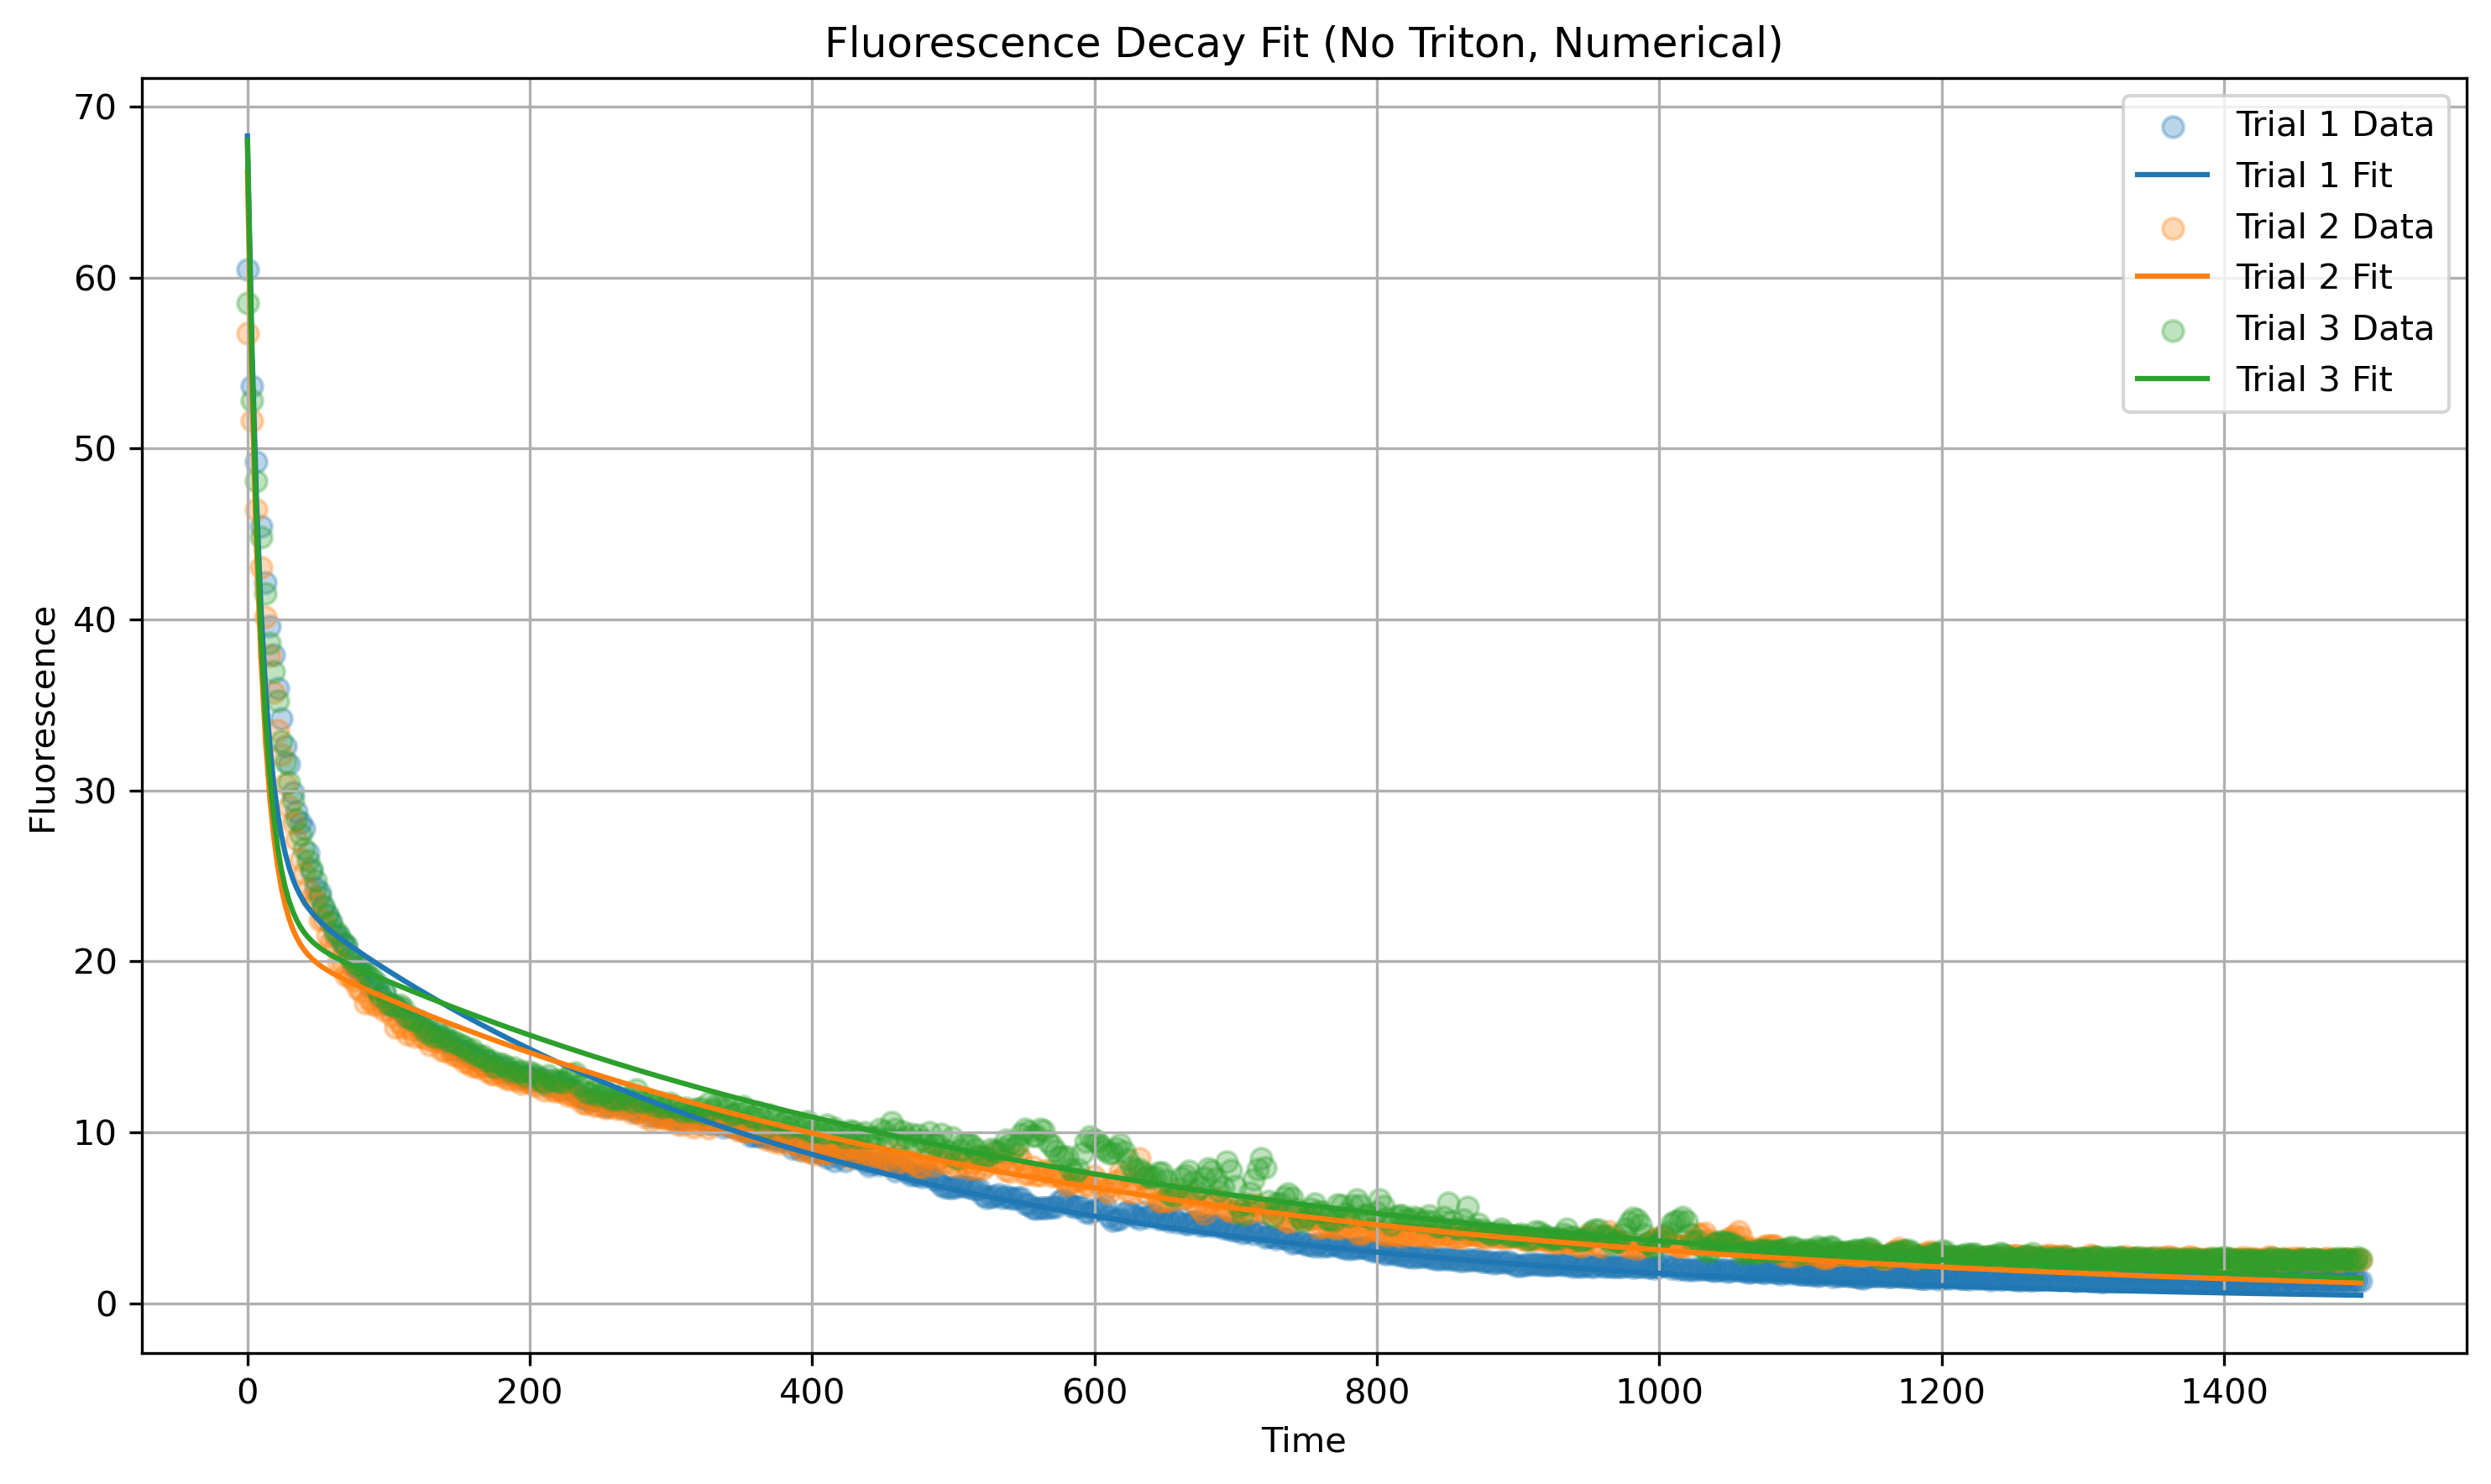 Fluorescence Decay Fit (No Triton, Numerical)
70
60
50
40
30
20
10
0
Fluorescence
0 200 400 600 800 1000 1200 1400
Time
Trial 1 Data
Trial 1 Fit
Trial 2 Data
Trial 2 Fit
Trial 3 Data
Trial 3 Fit